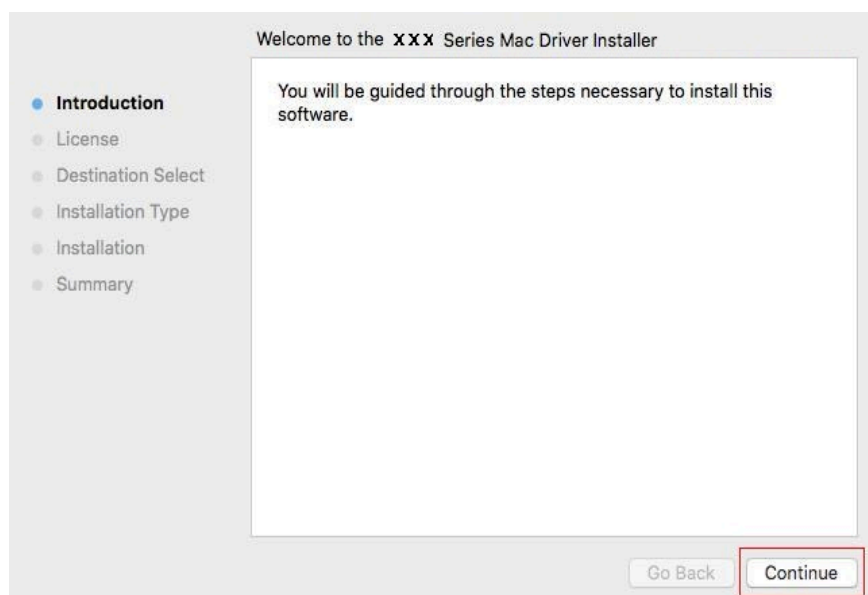 Welcome to the XXX Series Mac Driver Installer
Introduction
License
Destination Select
Installation Type
Installation
Summary
You will be guided through the steps necessary to install this
software.
Go Back
Continue